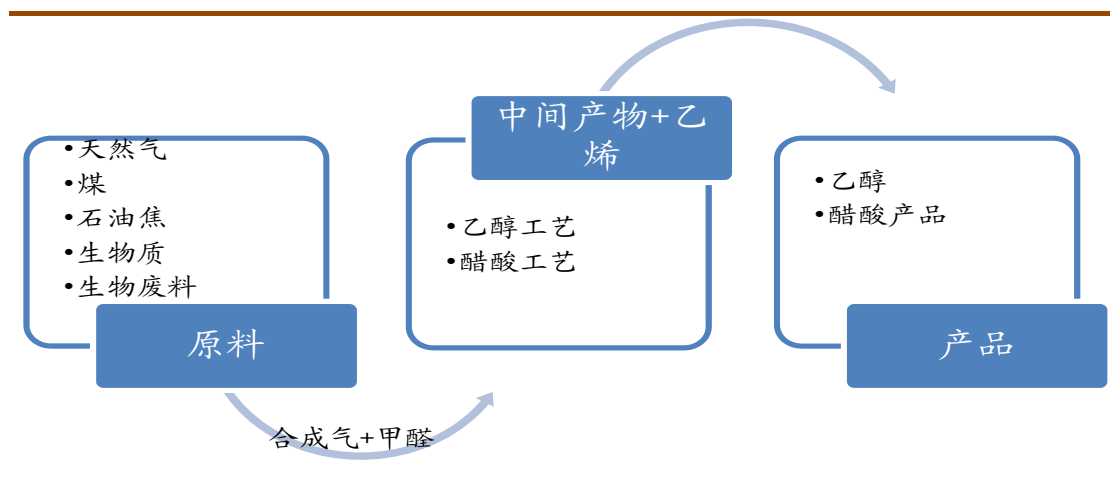 •天然气
•煤
•石油焦
•生物质
•生物废料
原料
合成气+甲醛
中间产物+乙
烯
•乙醇工艺
•醋酸工艺
•乙醇
•醋酸产品
产品